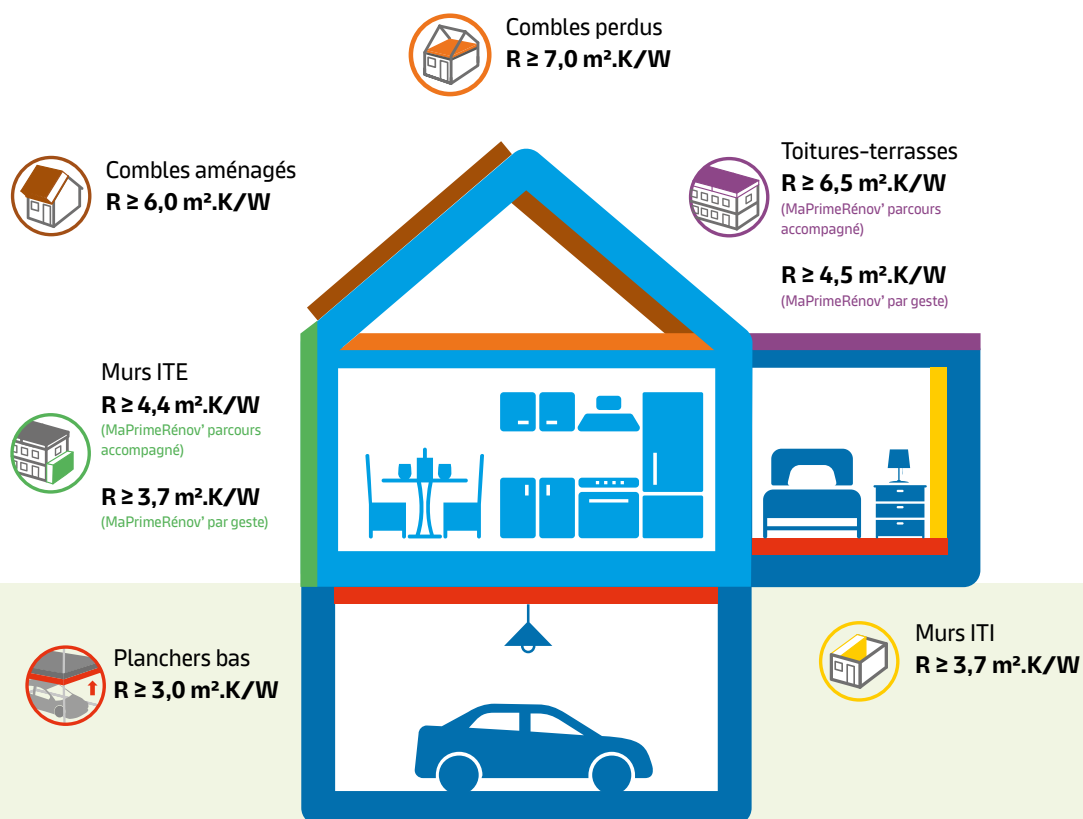 Combles perdus
R ≥ 7,0 m².K/W
Combles aménagés
R ≥ 6,0 m².K/W
Toitures-terrasses
R ≥ 6,5 m².K/W
(MaPrimeRénov' parcours
accompagné)
R ≥ 4,5 m².K/W
(MaPrimeRénov' par geste)
Murs ITE
R ≥ 4,4 m².K/W
(MaPrimeRénov' parcours
accompagné)
R ≥ 3,7 m².K/W
(MaPrimeRénov' par geste)
Planchers bas
R ≥ 3,0 m².K/W
Murs ITI
R ≥ 3,7 m².K/W